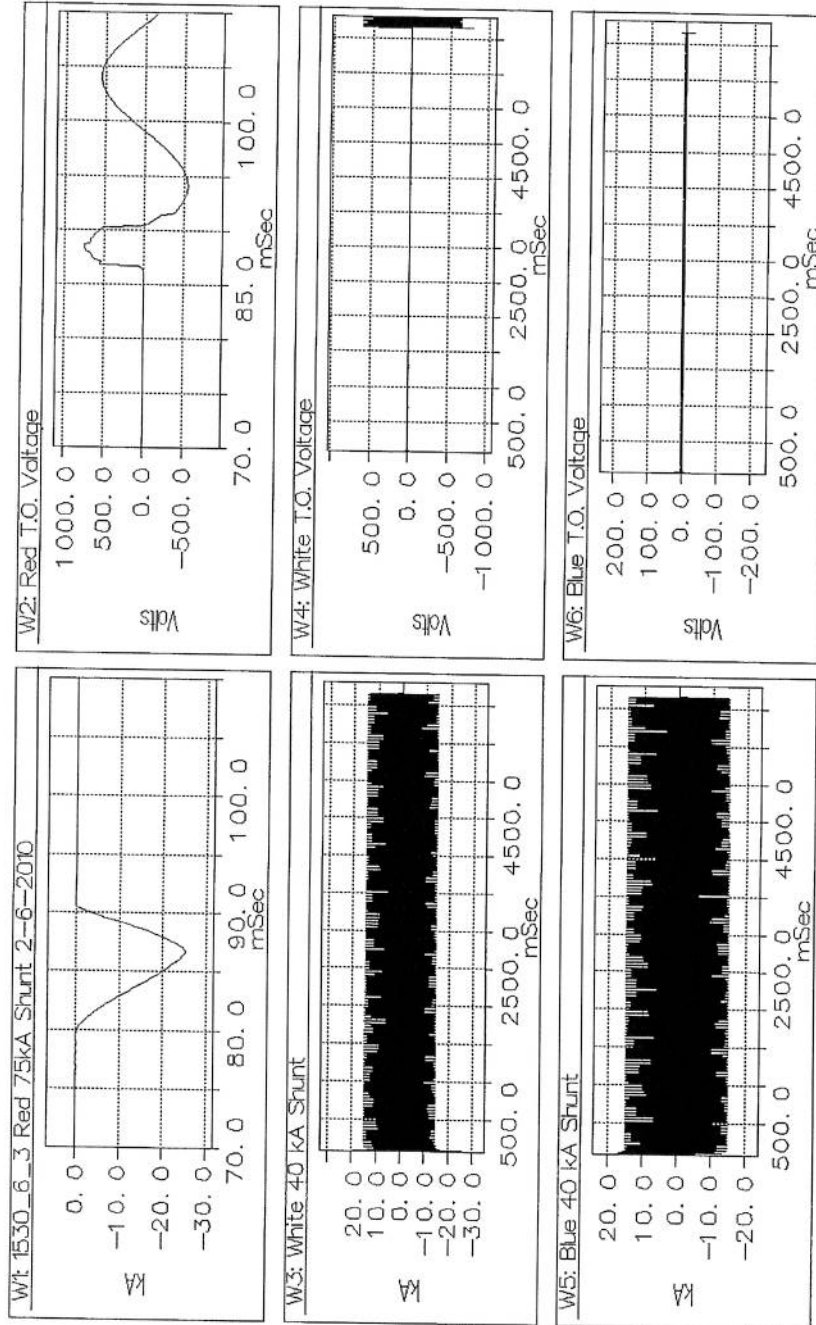 W1: 1530_6_3 Red 75kA Shunt 2-6-2010
kA
0. 0
-10. 0
-20. 0
-30. 0
70. 0 80. 0 90. 0 100. 0
mSec
W2: Red T.O. Voltage
Volts
1000. 0
500. 0
0. 0
-500. 0
70. 0 85. 0 100. 0
mSec
W3: White 40 kA Shunt
kA
20. 0
10. 0
0. 0
-10. 0
-20. 0
-30. 0
500. 0 2500. 0 4500. 0
mSec
W4: White T.O. Voltage
Volts
500. 0
0. 0
-500. 0
-1000. 0
500. 0 2500. 0 4500. 0
mSec
W5: Blue 40 kA Shunt
kA
20. 0
10. 0
0. 0
-10. 0
-20. 0
500. 0 2500. 0 4500. 0
mSec
W6: Blue T.O. Voltage
Volts
200. 0
100. 0
0. 0
-100. 0
-200. 0
500. 0 2500. 0 4500. 0
mSec